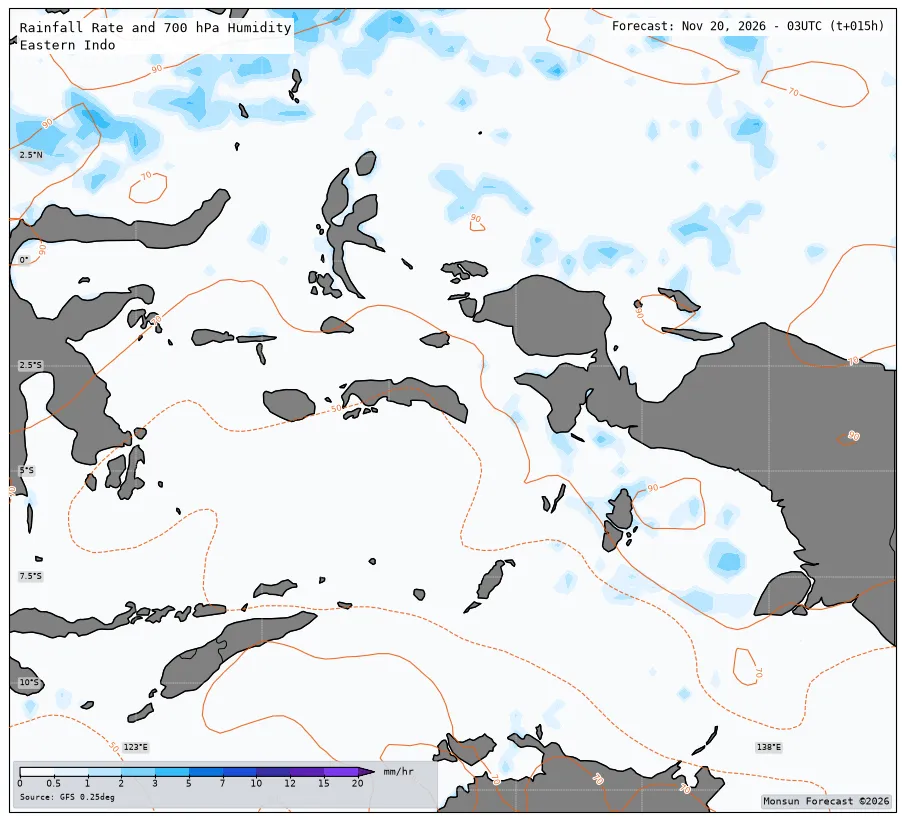 Rainfall Rate and 700 hPa Humidity
Eastern Indo
Forecast: Nov 20, 2026 - 03UTC (t+015h)
90
70
90
2.5°N
70
90
90
0°
90
70
2.5°S
50
90
5°S
90
7.5°S
70
10°S
50
123°E
138°E
70
70
70
0 0.5 1 2 3 5 7 10 12 15 20 mm/hr
Source: GFS 0.25deg
Monsun Forecast ©2026